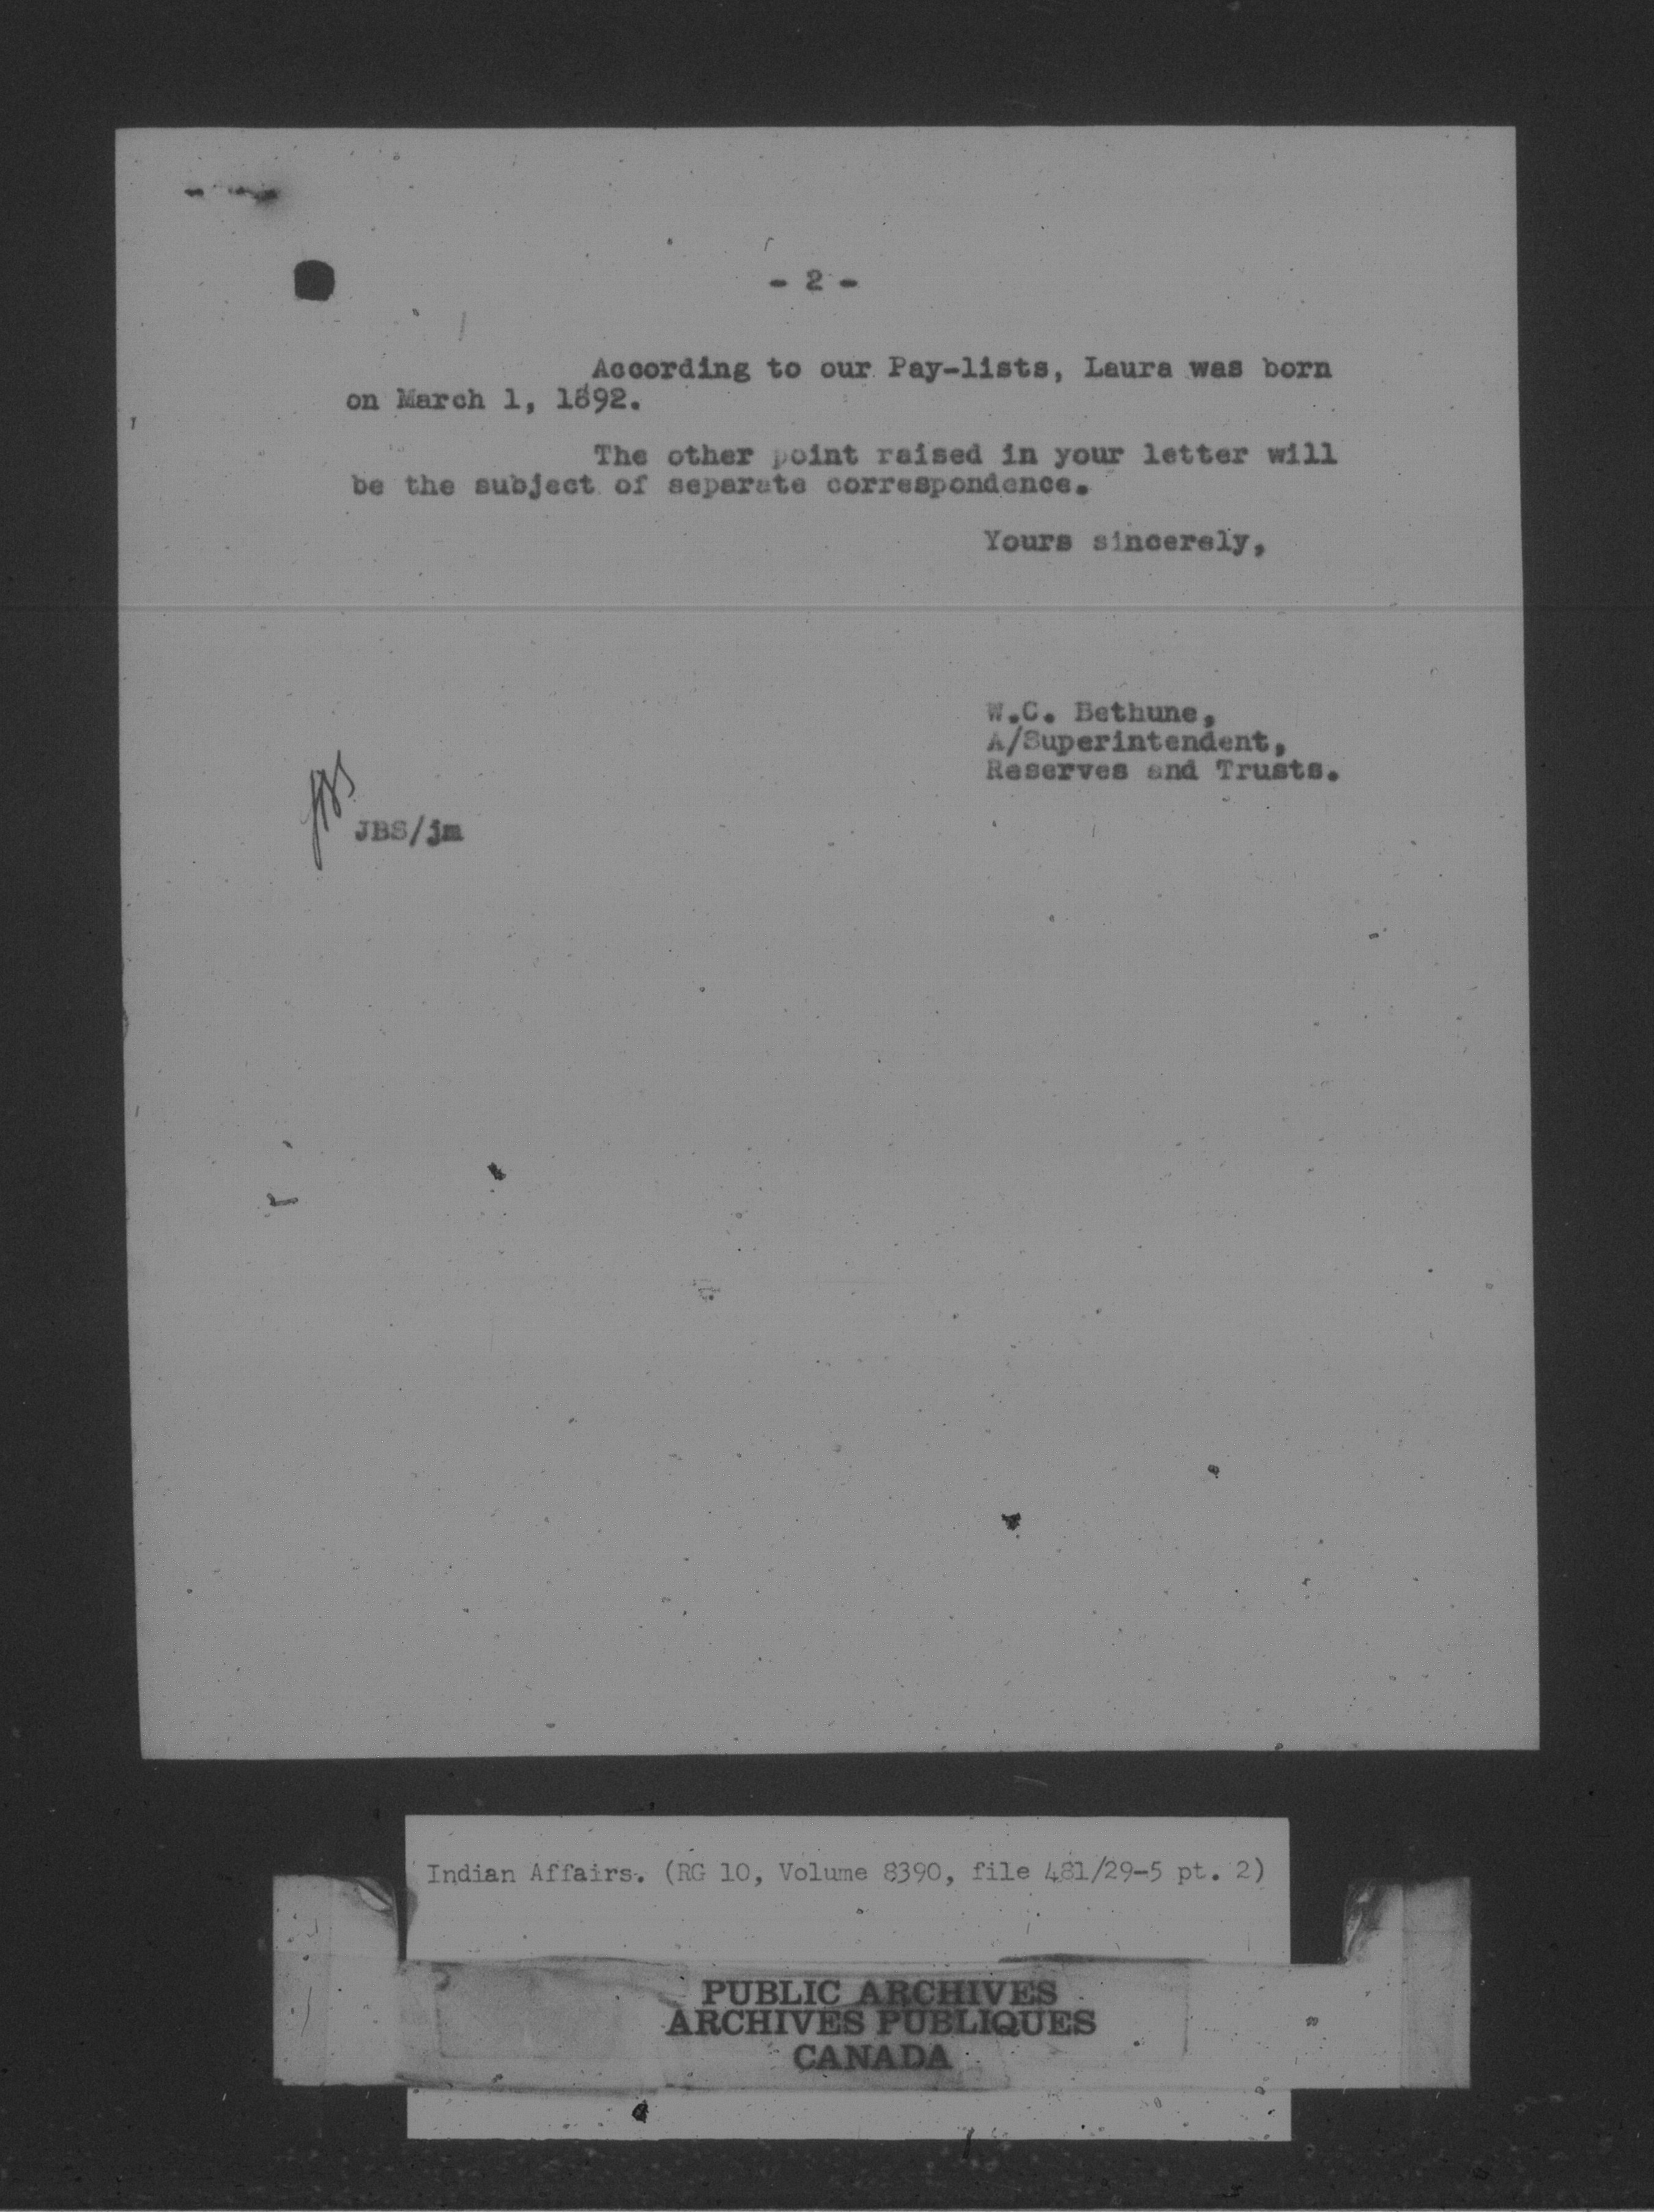 - 2 -
According to our Pay-lists, Laura was born
on March 1, 1892.
The other point raised in your letter will
be the subject of separate correspondence.
Yours sincerely,
W.C. Bethune,
A/Superintendent,
Reserves and Trusts.
JBS
JBS/jm
Indian Affairs. (RG 10, Volume 8390, file 481/29-5 pt. 2)
PUBLIC ARCHIVES
ARCHIVES PUBLIQUES
CANADA